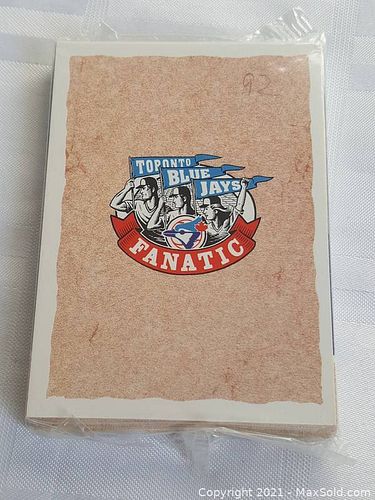 92
TORONTO
BLUE
JAYS
FANATIC
Copyright 2021 - MaxSold.com